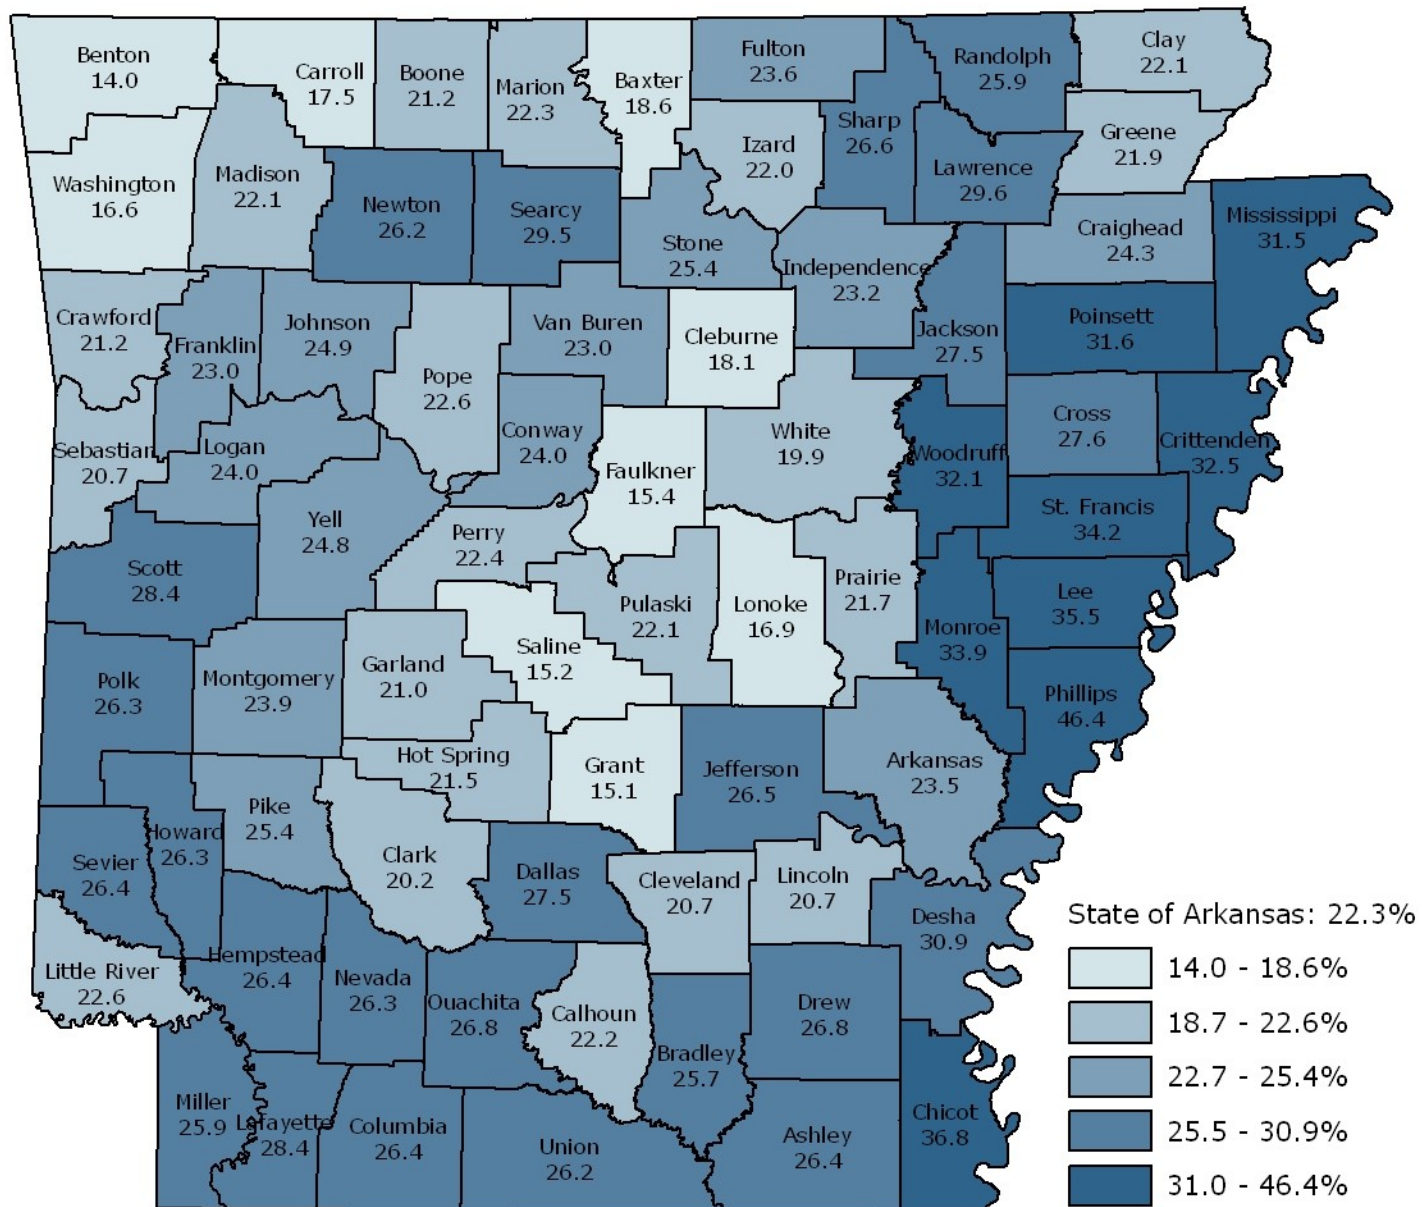 Benton
14.0
Carroll
17.5
Boone
21.2
Marion
22.3
Baxter
18.6
Fulton
23.6
Randolph
25.9
Clay
22.1
Sharp
26.6
Izard
22.0
Lawrence
29.6
Greene
21.9
Washington
16.6
Madison
22.1
Newton
26.2
Searcy
29.5
Stone
25.4
Independence
23.2
Craighead
24.3
Mississippi
31.5
Crawford
21.2
Franklin
23.0
Johnson
24.9
Pope
22.6
Van Buren
23.0
Cleburne
18.1
Jackson
27.5
Poinsett
31.6
Sebastian
20.7
Logan
24.0
Conway
24.0
Faulkner
15.4
White
19.9
Woodruff
32.1
Cross
27.6
Crittenden
32.5
St. Francis
34.2
Scott
28.4
Yell
24.8
Perry
22.4
Pulaski
22.1
Lonoke
16.9
Prairie
21.7
Monroe
33.9
Lee
35.5
Polk
26.3
Montgomery
23.9
Garland
21.0
Saline
15.2
Phillips
46.4
Hot Spring
21.5
Grant
15.1
Jefferson
26.5
Arkansas
23.5
Howard
26.3
Pike
25.4
Sevier
26.4
Clark
20.2
Dallas
27.5
Cleveland
20.7
Lincoln
20.7
Desha
30.9
Little River
22.6
Hempstead
26.4
Nevada
26.3
Ouachita
26.8
Calhoun
22.2
Bradley
25.7
Drew
26.8
Miller
25.9
Lafayette
28.4
Columbia
26.4
Union
26.2
Ashley
26.4
Chicot
36.8
State of Arkansas: 22.3%
14.0 - 18.6%
18.7 - 22.6%
22.7 - 25.4%
25.5 - 30.9%
31.0 - 46.4%